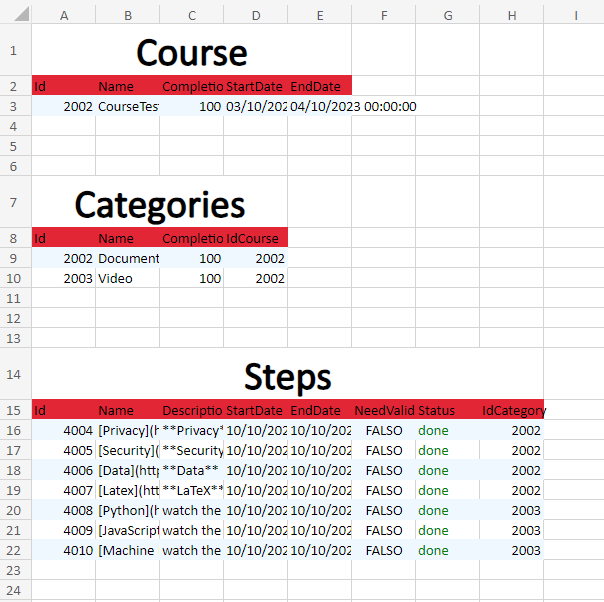 A B C D E F G H I
1 Course
2 Id Name Completio StartDate EndDate
3 2002 CourseTes 100 03/10/202 04/10/2023 00:00:00
4
5
6
7 Categories
8 Id Name Completio IdCourse
9 2002 Document 100 2002
10 2003 Video 100 2002
11
12
13
14 Steps
15 Id Name Descriptio StartDate EndDate NeedValid Status IdCategory
16 4004 [Privacy](h **Privacy* 10/10/202 10/10/202 FALSO done 2002
17 4005 [Security]( **Security 10/10/202 10/10/202 FALSO done 2002
18 4006 [Data](http **Data** 10/10/202 10/10/202 FALSO done 2002
19 4007 [Latex](htt **LaTeX** 10/10/202 10/10/202 FALSO done 2002
20 4008 [Python](h watch the 10/10/202 10/10/202 FALSO done 2003
21 4009 [JavaScript watch the 10/10/202 10/10/202 FALSO done 2003
22 4010 [Machine watch the 10/10/202 10/10/202 FALSO done 2003
23
24